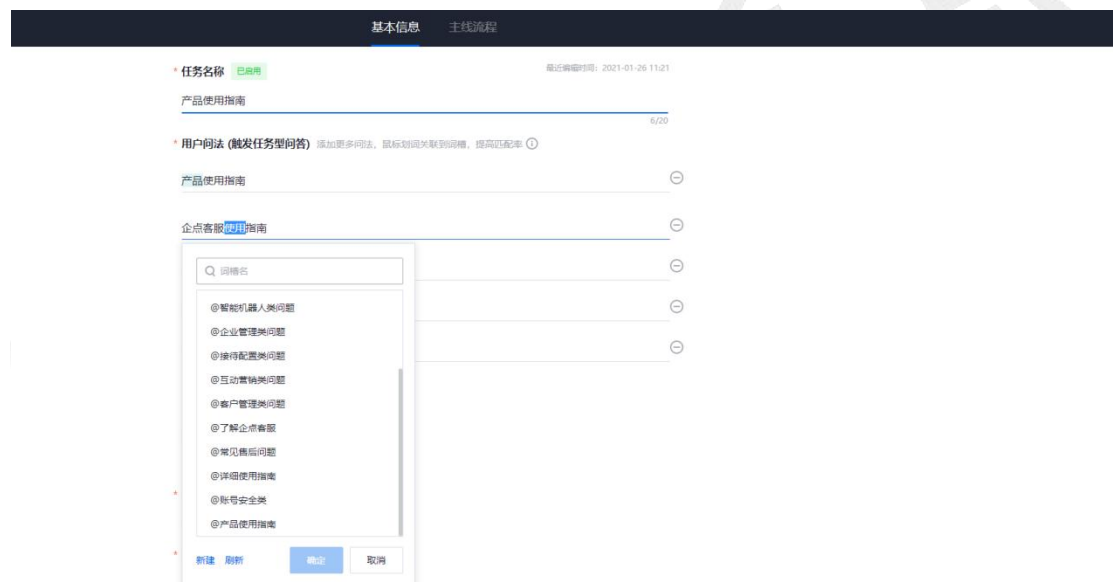 基本信息 主线流程
* 任务名称 已启用 最近编辑时间: 2021-01-26 11:21
产品使用指南
6/20
* 用户问法 (触发任务型问答) 添加更多问法, 鼠标划词关联到词槽, 提高匹配率
产品使用指南
企点客服使用指南
词槽名
@智能机器人类问题
@企业管理类问题
@接待配置类问题
@互动营销类问题
@客户管理类问题
@了解企点客服
@常见售后问题
@详细使用指南
*
@账号安全类
@产品使用指南
*
新建 刷新 确定 取消